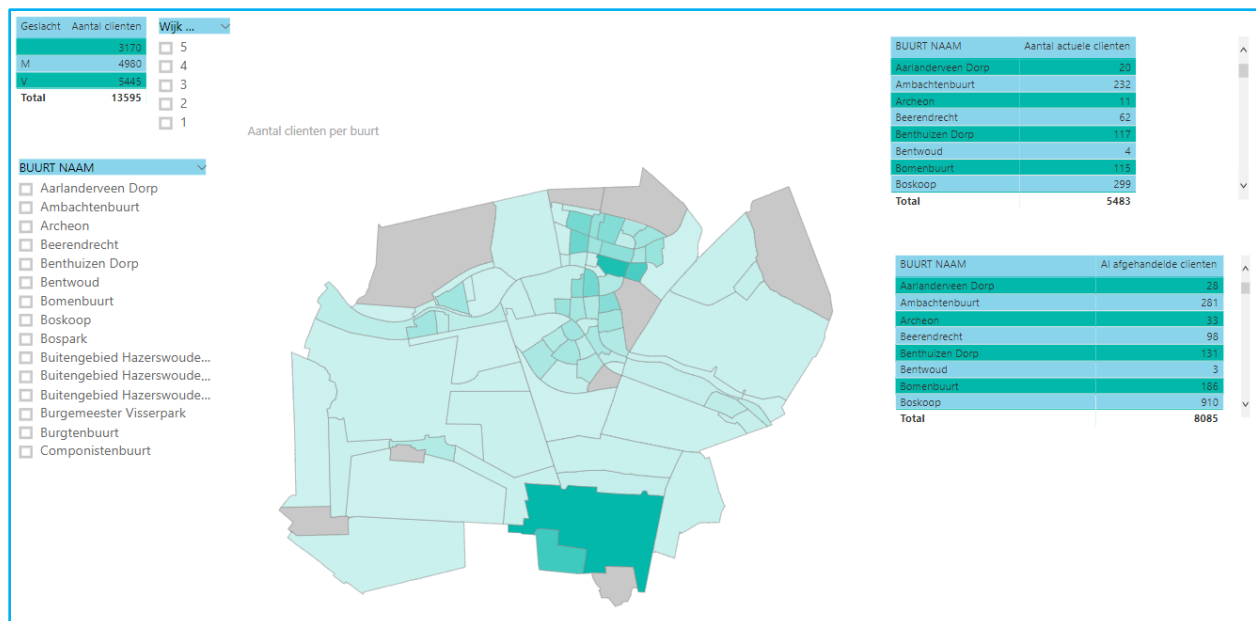 Geslacht Aantal clienten
3170
M 4980
V 5445
Total 13595
Wijk ...
5
4
3
2
1
BUURT NAAM
Aarlanderveen Dorp
Ambachtenbuurt
Archeon
Beerendrecht
Benthuizen Dorp
Bentwoud
Bomenbuurt
Boskoop
Bospark
Buitengebied Hazerswoude...
Buitengebied Hazerswoude...
Buitengebied Hazerswoude...
Burgemeester Visserpark
Burgtenbuurt
Componistenbuurt
Aantal clienten per buurt
BUURT NAAM Aantal actuele clienten
Aarlanderveen Dorp 20
Ambachtenbuurt 232
Archeon 11
Beerendrecht 62
Benthuizen Dorp 117
Bentwoud 4
Bomenbuurt 115
Boskoop 299
Total 5483
BUURT NAAM Al afgehandelde clienten
Aarlanderveen Dorp 28
Ambachtenbuurt 281
Archeon 33
Beerendrecht 98
Benthuizen Dorp 131
Bentwoud 3
Bomenbuurt 186
Boskoop 910
Total 8085